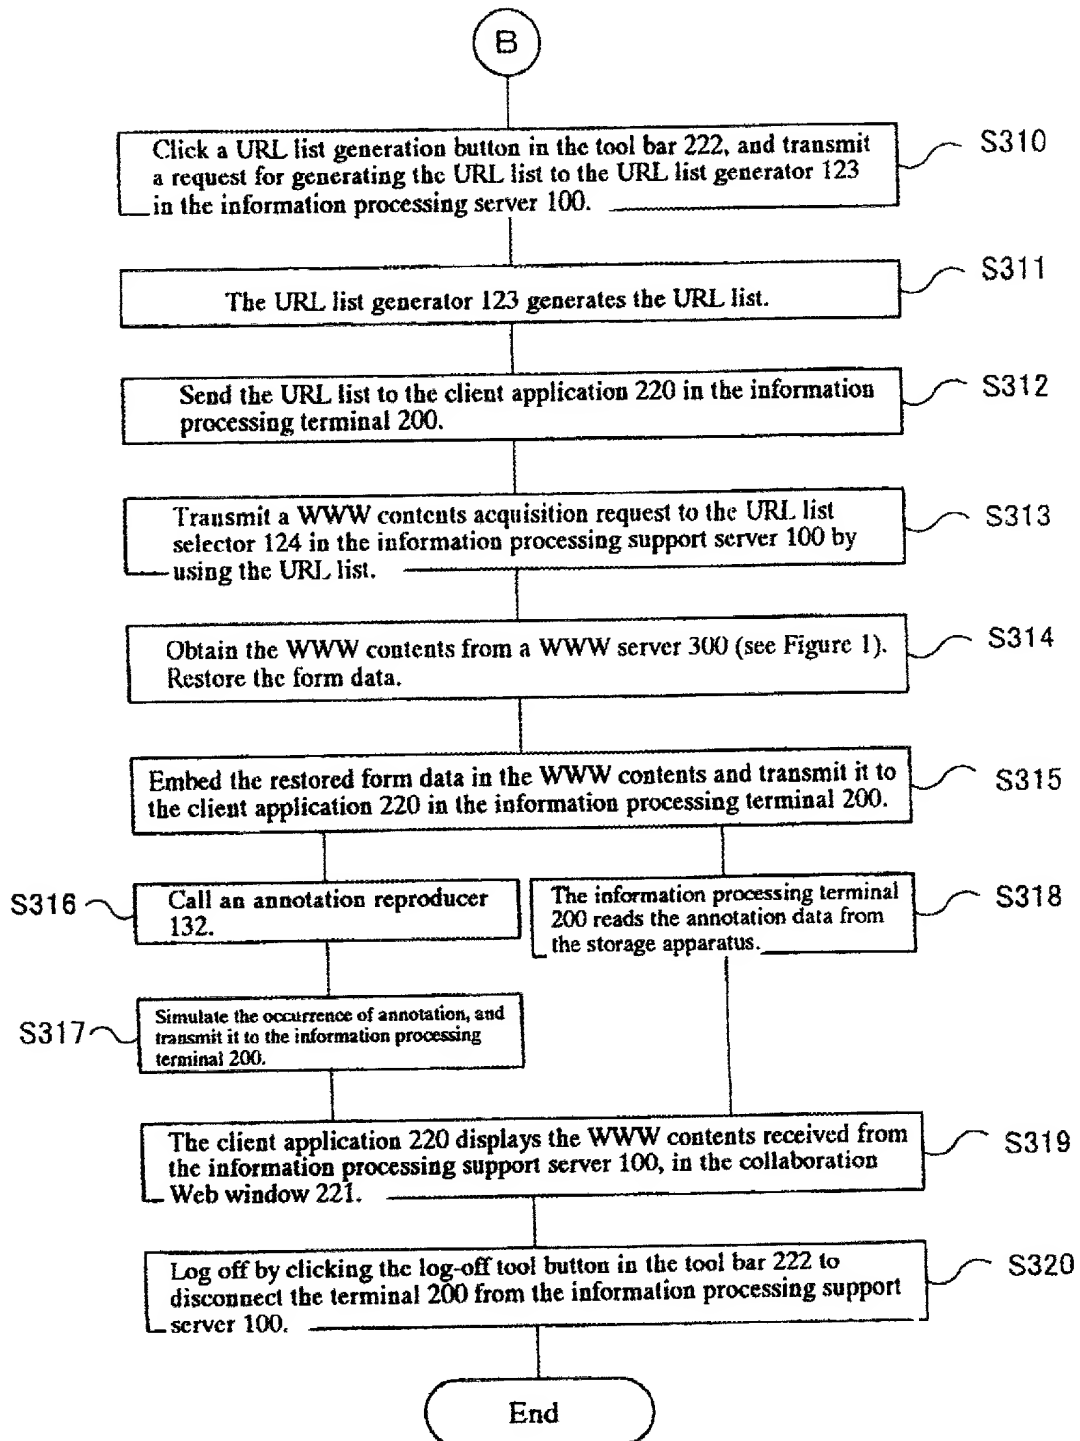 B
Click a URL list generation button in the tool bar 222, and transmit
a request for generating the URL list to the URL list generator 123
in the information processing server 100.
S310
The URL list generator 123 generates the URL list.
S311
Send the URL list to the client application 220 in the information
processing terminal 200.
S312
Transmit a WWW contents acquisition request to the URL list
selector 124 in the information processing support server 100 by
using the URL list.
S313
Obtain the WWW contents from a WWW server 300 (see Figure 1).
Restore the form data.
S314
Embed the restored form data in the WWW contents and transmit it to
the client application 220 in the information processing terminal 200.
S315
S316
Call an annotation reproducer
132.
The information processing terminal
200 reads the annotation data from
the storage apparatus.
S318
S317
Simulate the occurrence of annotation, and
transmit it to the information processing
terminal 200.
The client application 220 displays the WWW contents received from
the information processing support server 100, in the collaboration
Web window 221.
S319
Log off by clicking the log-off tool button in the tool bar 222 to
disconnect the terminal 200 from the information processing support
server 100.
S320
End